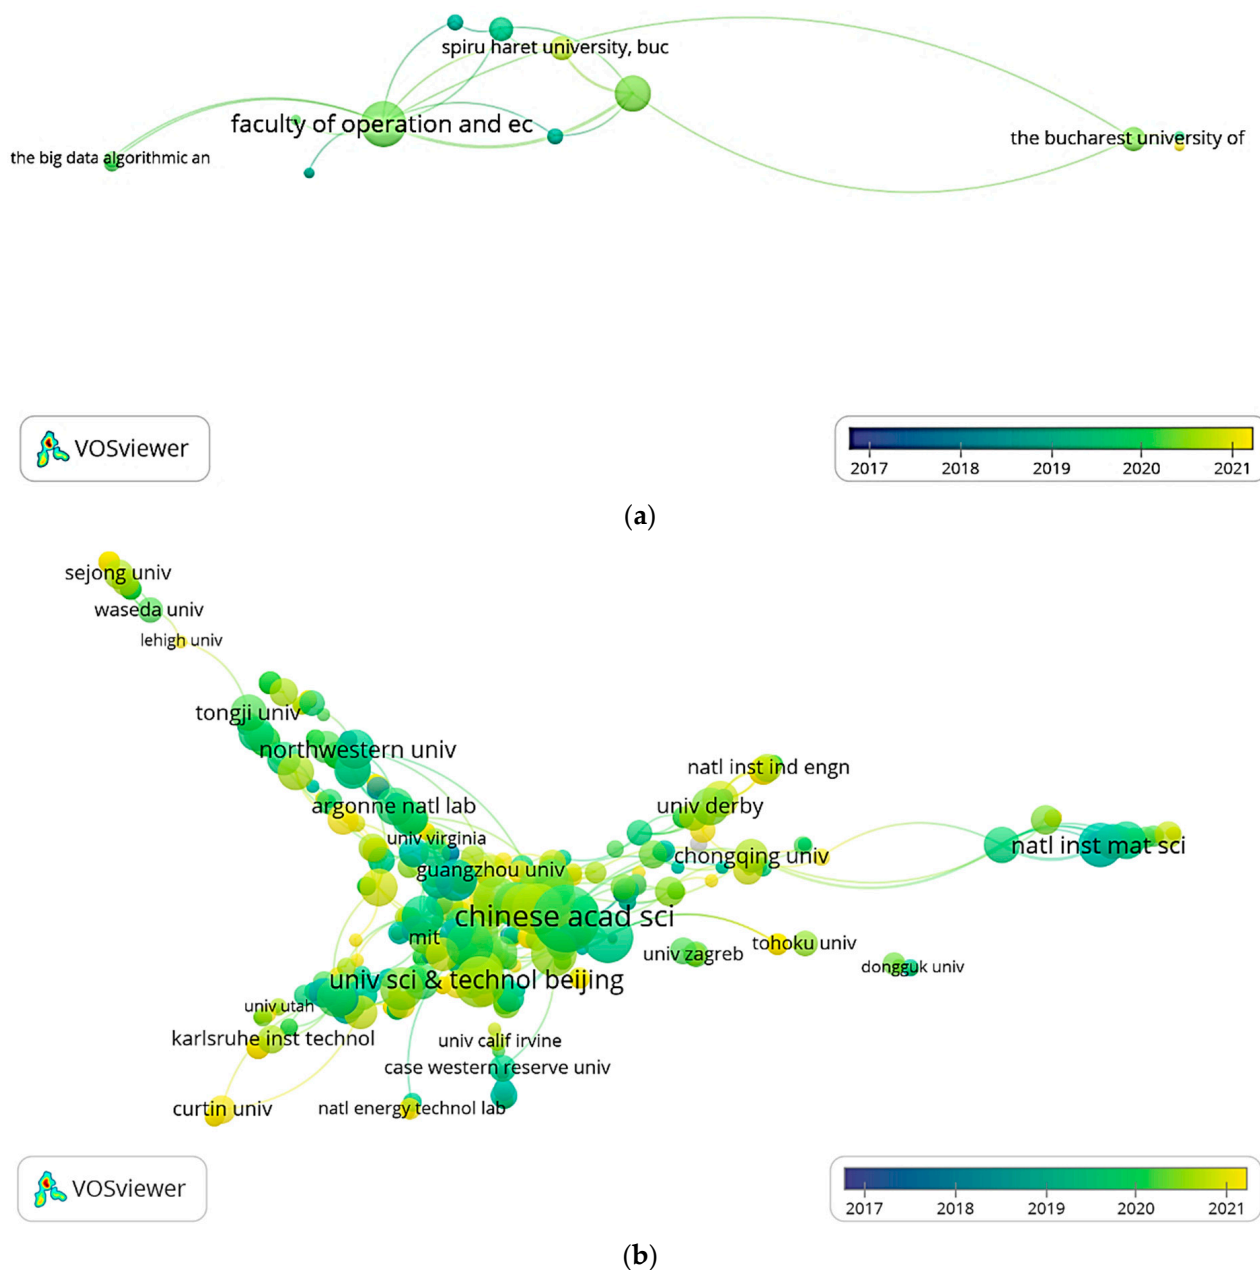 spiru haret university, buc
faculty of operation and ec
the big data algorithmic an
the bucharest university of
VOSviewer
2017 2018 2019 2020 2021
(a)
sejong univ
waseda univ
lehigh univ
tongji univ
northwestern univ
natl inst ind engn
argonne natl lab
univ derby
univ virginia
natl inst mat sci
chongqing univ
guangzhou univ
chinese acad sci
mit
tohoku univ
univ zagreb
dongguk univ
univ sci & technol beijing
univ utah
karlsruhe inst technol
univ calif irvine
case western reserve univ
curtin univ
natl energy technol lab
VOSviewer
2017 2018 2019 2020 2021
(b)